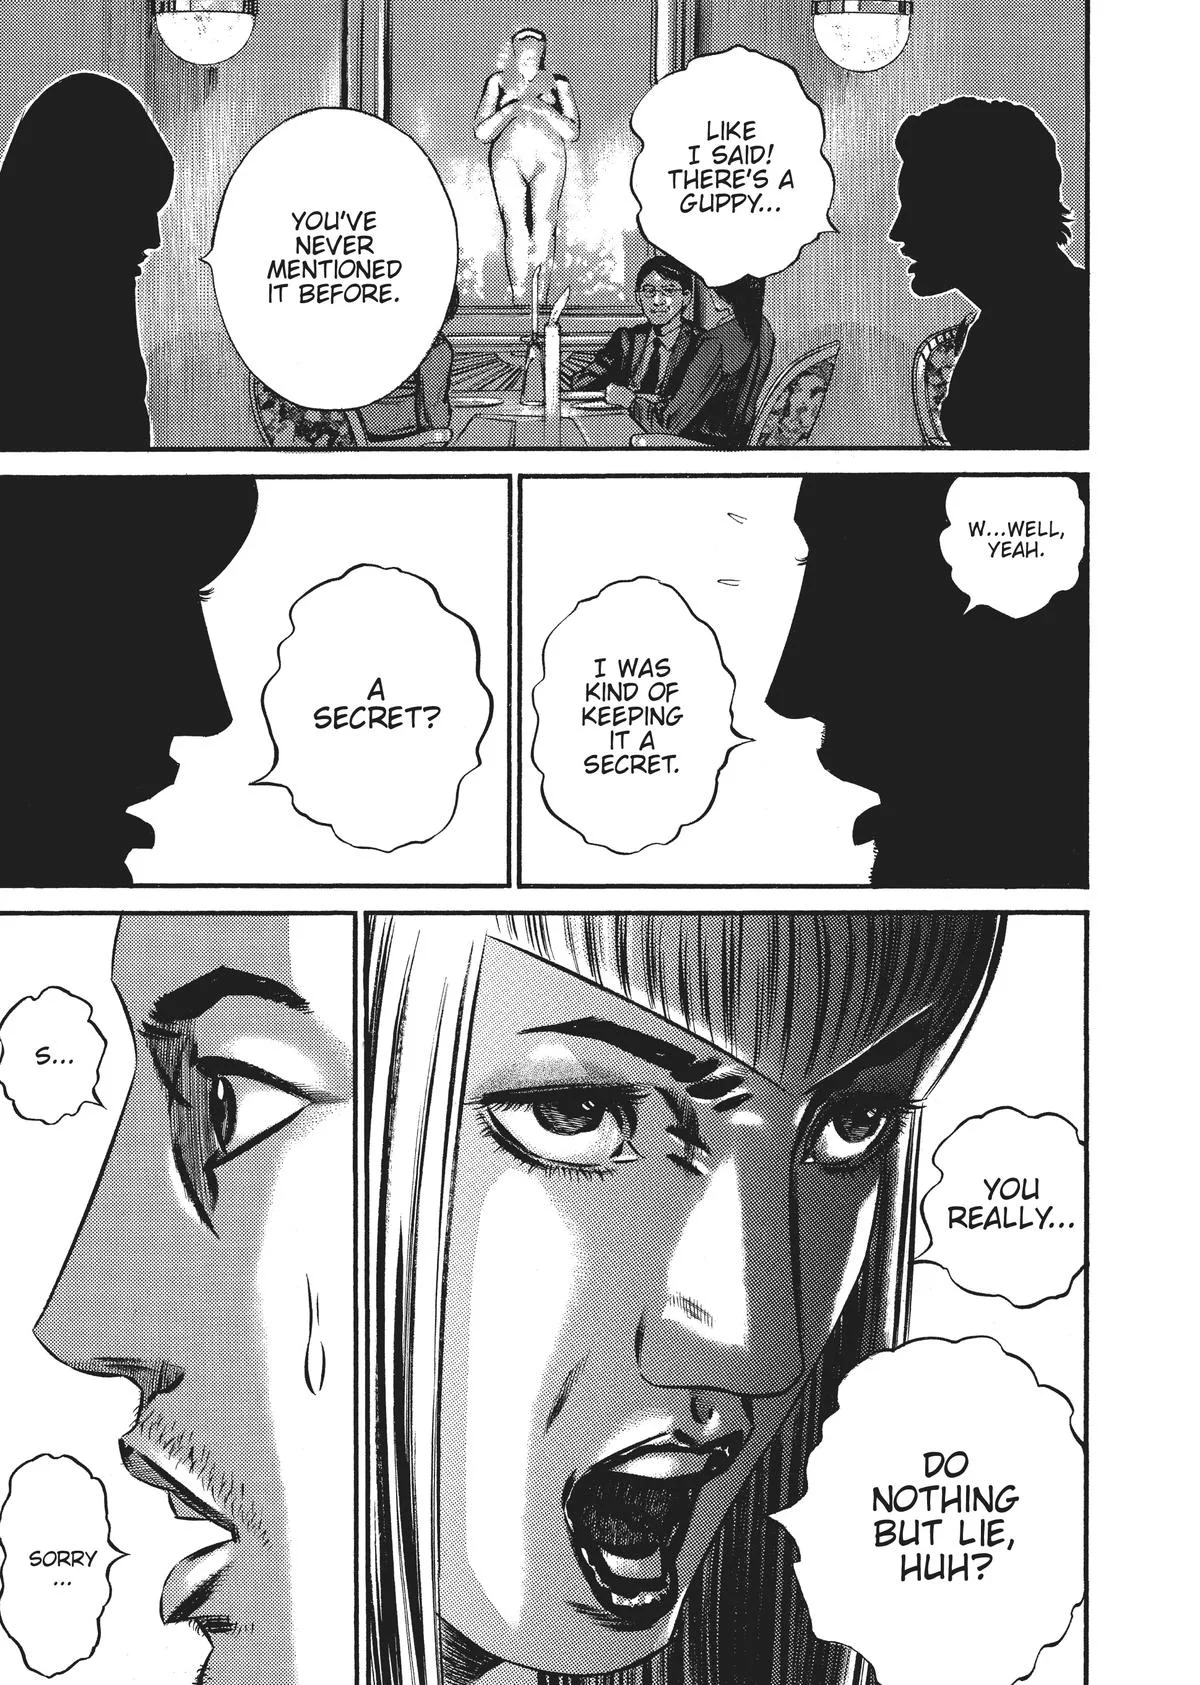 LIKE
I SAID!
THERE'S A
GUPPY...
YOU'VE
NEVER
MENTIONED
IT BEFORE.
W...WELL,
YEAH.
I WAS
KIND OF
KEEPING
IT A
SECRET.
A
SECRET?
YOU
REALLY...
DO
NOTHING
BUT LIE,
HUH?
S...
SORRY
...